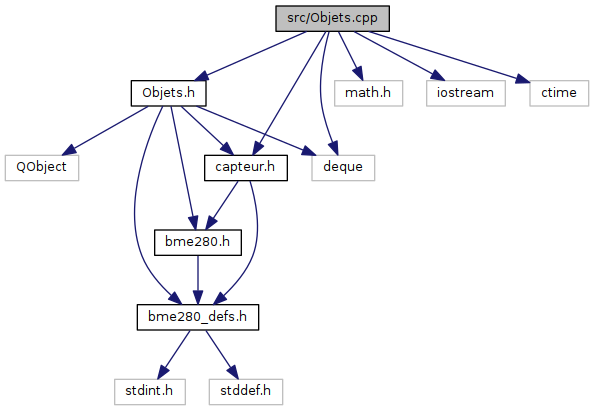 src/Objets.cpp
Objets.h
math.h
iostream
ctime
QObject
capteur.h
deque
bme280.h
bme280_defs.h
stdint.h
stddef.h